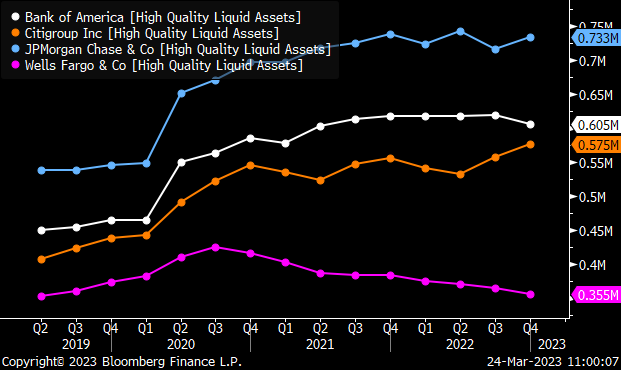 Bank of America [High Quality Liquid Assets]
Citigroup Inc [High Quality Liquid Assets]
JPMorgan Chase & Co [High Quality Liquid Assets]
Wells Fargo & Co [High Quality Liquid Assets]
0.75M
0.733M
0.7M
0.65M
0.605M
0.575M
0.55M
0.5M
0.45M
0.4M
0.355M
Q2 Q3 Q4 Q1 Q2 Q3 Q4 Q1 Q2 Q3 Q4 Q1 Q2 Q3 Q4
2019 2020 2021 2022 2023
Copyright© 2023 Bloomberg Finance L.P. 24-Mar-2023 11:00:07